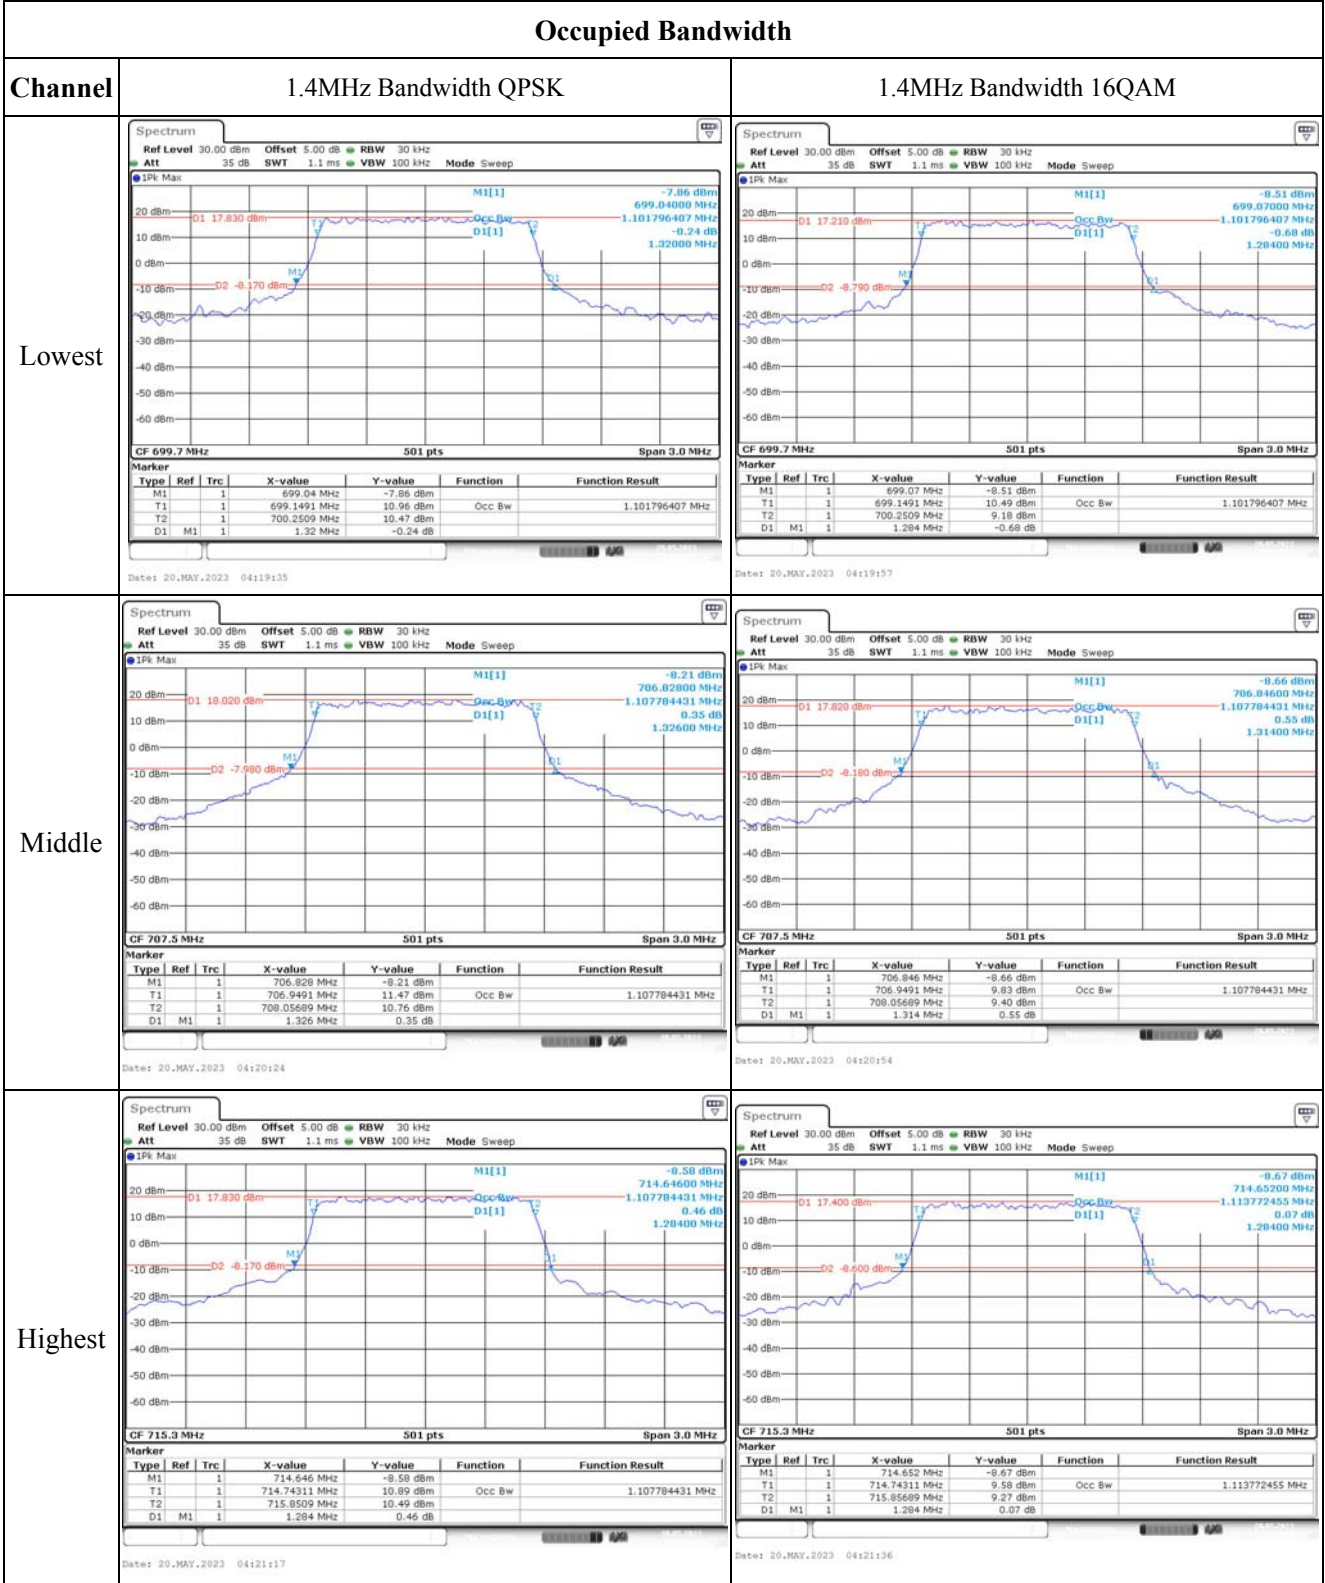 Occupied Bandwidth
Channel 1.4MHz Bandwidth QPSK 1.4MHz Bandwidth 16QAM
Lowest
Spectrum
Ref Level 30.00 dBm Offset 5.00 dB RBW 30 kHz
Att 35 dB SWT 1.1 ms VBW 100 kHz Mode Sweep
1Pk Max
M1[1] -7.86 dBm
699.04000 MHz
20 dBm
D1 17.830 dBm
T1
Occ Bw 1.101796407 MHz
T2
10 dBm
D1[1] -0.24 dB
1.32000 MHz
0 dBm
M1
D1
-10 dBm
D2 -8.170 dBm
-20 dBm
-30 dBm
-40 dBm
-50 dBm
-60 dBm
CF 699.7 MHz 501 pts Span 3.0 MHz
Marker
Type Ref Trc X-value Y-value Function Function Result
M1 1 699.04 MHz -7.86 dBm
T1 1 699.1491 MHz 10.96 dBm Occ Bw 1.101796407 MHz
T2 1 700.2509 MHz 10.47 dBm
D1 M1 1 1.32 MHz -0.24 dB
Date: 20.MAY.2023 04:19:35
Spectrum
Ref Level 30.00 dBm Offset 5.00 dB RBW 30 kHz
Att 35 dB SWT 1.1 ms VBW 100 kHz Mode Sweep
1Pk Max
M1[1] -8.51 dBm
699.07000 MHz
20 dBm
D1 17.210 dBm
T1
Occ Bw 1.101796407 MHz
T2
10 dBm
D1[1] -0.68 dB
1.28400 MHz
0 dBm
M1
D1
-10 dBm
D2 -8.790 dBm
-20 dBm
-30 dBm
-40 dBm
-50 dBm
-60 dBm
CF 699.7 MHz 501 pts Span 3.0 MHz
Marker
Type Ref Trc X-value Y-value Function Function Result
M1 1 699.07 MHz -8.51 dBm
T1 1 699.1491 MHz 10.49 dBm Occ Bw 1.101796407 MHz
T2 1 700.2509 MHz 9.18 dBm
D1 M1 1 1.284 MHz -0.68 dB
Date: 20.MAY.2023 04:19:57
Middle
Spectrum
Ref Level 30.00 dBm Offset 5.00 dB RBW 30 kHz
Att 35 dB SWT 1.1 ms VBW 100 kHz Mode Sweep
1Pk Max
M1[1] -8.21 dBm
706.82800 MHz
20 dBm
D1 18.020 dBm
T1
Occ Bw 1.107784431 MHz
T2
10 dBm
D1[1] 0.35 dB
1.32600 MHz
0 dBm
M1
D1
-10 dBm
D2 -7.980 dBm
-20 dBm
-30 dBm
-40 dBm
-50 dBm
-60 dBm
CF 707.5 MHz 501 pts Span 3.0 MHz
Marker
Type Ref Trc X-value Y-value Function Function Result
M1 1 706.828 MHz -8.21 dBm
T1 1 706.9491 MHz 11.47 dBm Occ Bw 1.107784431 MHz
T2 1 708.05689 MHz 10.76 dBm
D1 M1 1 1.326 MHz 0.35 dB
Date: 20.MAY.2023 04:20:24
Spectrum
Ref Level 30.00 dBm Offset 5.00 dB RBW 30 kHz
Att 35 dB SWT 1.1 ms VBW 100 kHz Mode Sweep
1Pk Max
M1[1] -8.66 dBm
706.84600 MHz
20 dBm
D1 17.820 dBm
T1
Occ Bw 1.107784431 MHz
T2
10 dBm
D1[1] 0.55 dB
1.31400 MHz
0 dBm
M1
D1
-10 dBm
D2 -8.180 dBm
-20 dBm
-30 dBm
-40 dBm
-50 dBm
-60 dBm
CF 707.5 MHz 501 pts Span 3.0 MHz
Marker
Type Ref Trc X-value Y-value Function Function Result
M1 1 706.846 MHz -8.66 dBm
T1 1 706.9491 MHz 9.83 dBm Occ Bw 1.107784431 MHz
T2 1 708.05689 MHz 9.40 dBm
D1 M1 1 1.314 MHz 0.55 dB
Date: 20.MAY.2023 04:20:54
Highest
Spectrum
Ref Level 30.00 dBm Offset 5.00 dB RBW 30 kHz
Att 35 dB SWT 1.1 ms VBW 100 kHz Mode Sweep
1Pk Max
M1[1] -8.58 dBm
714.64600 MHz
20 dBm
D1 17.830 dBm
T1
Occ Bw 1.107784431 MHz
T2
10 dBm
D1[1] 0.46 dB
1.28400 MHz
0 dBm
M1
D1
-10 dBm
D2 -8.170 dBm
-20 dBm
-30 dBm
-40 dBm
-50 dBm
-60 dBm
CF 715.3 MHz 501 pts Span 3.0 MHz
Marker
Type Ref Trc X-value Y-value Function Function Result
M1 1 714.646 MHz -8.58 dBm
T1 1 714.74311 MHz 10.89 dBm Occ Bw 1.107784431 MHz
T2 1 715.8509 MHz 10.49 dBm
D1 M1 1 1.284 MHz 0.46 dB
Date: 20.MAY.2023 04:21:17
Spectrum
Ref Level 30.00 dBm Offset 5.00 dB RBW 30 kHz
Att 35 dB SWT 1.1 ms VBW 100 kHz Mode Sweep
1Pk Max
M1[1] -8.67 dBm
714.65200 MHz
20 dBm
D1 17.400 dBm
T1
Occ Bw 1.113772455 MHz
T2
10 dBm
D1[1] 0.07 dB
1.28400 MHz
0 dBm
M1
D1
-10 dBm
D2 -8.600 dBm
-20 dBm
-30 dBm
-40 dBm
-50 dBm
-60 dBm
CF 715.3 MHz 501 pts Span 3.0 MHz
Marker
Type Ref Trc X-value Y-value Function Function Result
M1 1 714.652 MHz -8.67 dBm
T1 1 714.74311 MHz 9.58 dBm Occ Bw 1.113772455 MHz
T2 1 715.85689 MHz 9.27 dBm
D1 M1 1 1.284 MHz 0.07 dB
Date: 20.MAY.2023 04:21:36